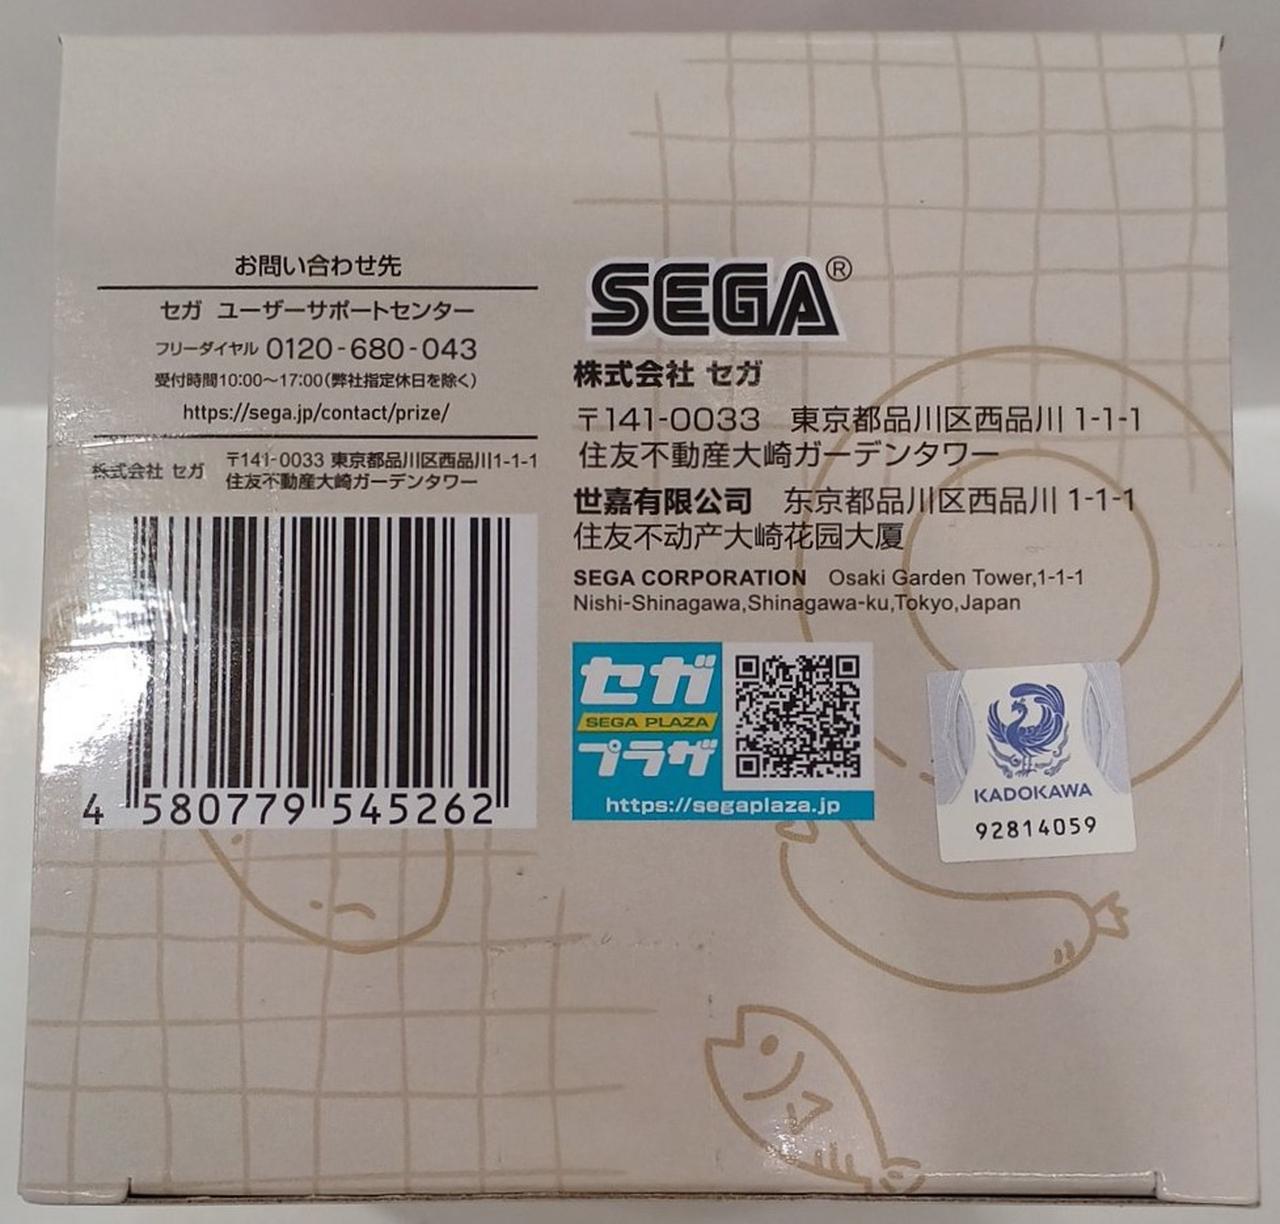 お問い合わせ先
セガ ユーザーサポートセンター
フリーダイヤル 0120-680-043
受付時間10:00～17:00(弊社指定休日を除く)
https://sega.jp/contact/prize/
株式会社 セガ 〒141-0033 東京都品川区西品川1-1-1
住友不動産大崎ガーデンタワー
4 580779 545262
SEGA®
株式会社 セガ
〒141-0033 東京都品川区西品川 1-1-1
住友不動産大崎ガーデンタワー
世嘉有限公司 东京都品川区西品川 1-1-1
住友不动产大崎花园大厦
SEGA CORPORATION Osaki Garden Tower,1-1-1
Nishi-Shinagawa,Shinagawa-ku,Tokyo,Japan
セガ
SEGA PLAZA
プラザ
https://segaplaza.jp
KADOKAWA
92814059